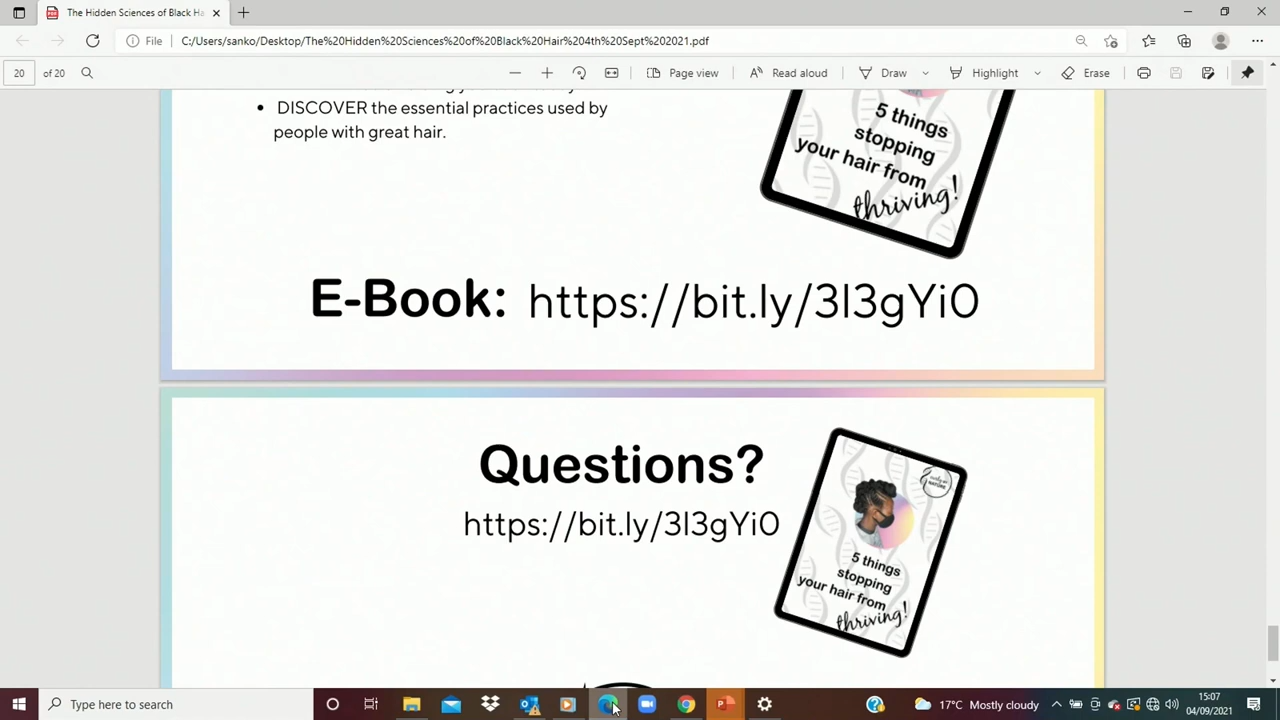 The Hidden Sciences of Black Ha
File
C:/Users/sanko/Desktop/The%20Hidden%20Sciences%20of%20Black%20Hair%204th%20Sept%202021.pdf
20 of 20
Page view
Read aloud
Draw
Highlight
Erase
DISCOVER the essential practices used by
people with great hair.
5 things
stopping
your hair from
thriving!
E-Book: https://bit.ly/3l3gYi0
Questions?
https://bit.ly/3l3gYi0
NATURE
5 things
stopping
your hair from
thriving!
Type here to search
17°C Mostly cloudy
15:07
04/09/2021